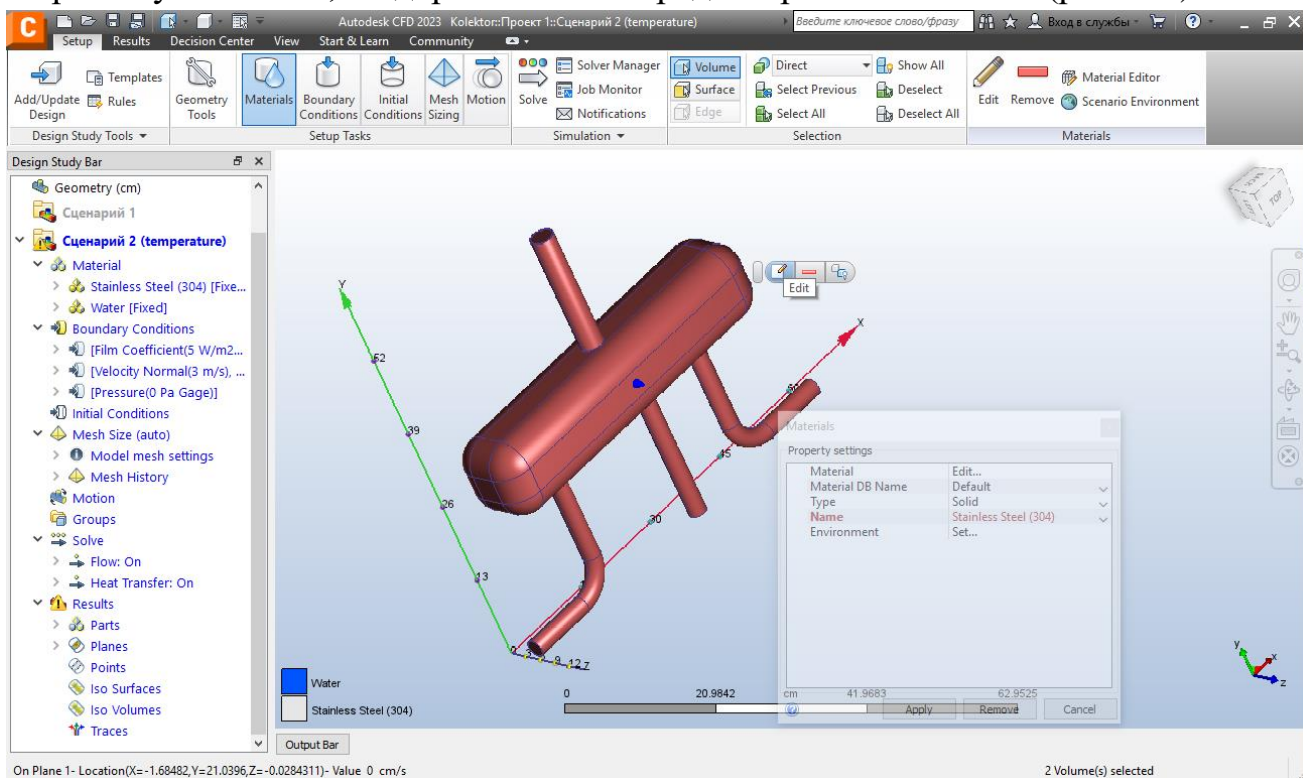 Autodesk CFD 2023 Kolektor::Проект 1::Сценарий 2 (temperature)
Введите ключевое слово/фразу
Вход в службы
Setup Results Decision Center View Start & Learn Community
Add/Update Design
Templates
Rules
Geometry Tools
Materials
Boundary Conditions
Initial Conditions
Mesh Sizing
Motion
Solve
Solver Manager
Job Monitor
Notifications
Volume
Surface
Edge
Direct
Select Previous
Select All
Show All
Deselect
Deselect All
Edit
Remove
Material Editor
Scenario Environment
Design Study Tools
Setup Tasks
Simulation
Selection
Materials
Design Study Bar
Geometry (cm)
Сценарий 1
Сценарий 2 (temperature)
Material
Stainless Steel (304) [Fixe...
Water [Fixed]
Boundary Conditions
[Film Coefficient(5 W/m2...
[Velocity Normal(3 m/s), ...
[Pressure(0 Pa Gage)]
Initial Conditions
Mesh Size (auto)
Model mesh settings
Mesh History
Motion
Groups
Solve
Flow: On
Heat Transfer: On
Results
Parts
Planes
Points
Iso Surfaces
Iso Volumes
Traces
TOP
Edit
Y
52
39
26
13
X
45
30
9 12 Z
Materials
Property settings
Material Edit...
Material DB Name Default
Type Solid
Name Stainless Steel (304)
Environment Set...
Apply Remove Cancel
Water
Stainless Steel (304)
0 20.9842 cm 41.9683 62.9525
Y
X
Z
Output Bar
On Plane 1- Location(X=-1.68482,Y=21.0396,Z=-0.0284311)- Value 0 cm/s
2 Volume(s) selected